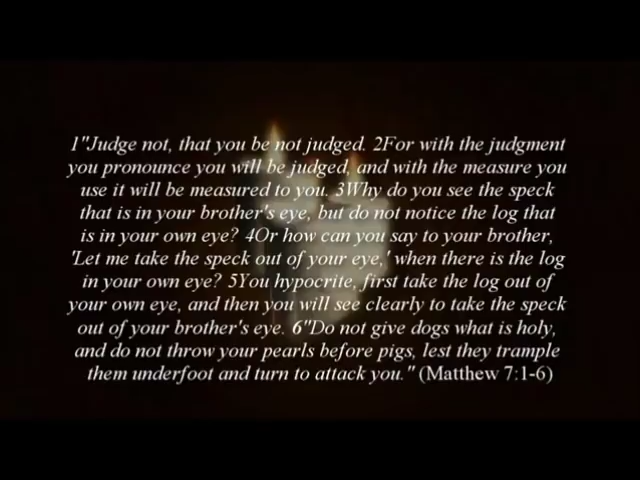 1"Judge not, that you be not judged. 2For with the judgment
you pronounce you will be judged, and with the measure you
use it will be measured to you. 3Why do you see the speck
that is in your brother's eye, but do not notice the log that
is in your own eye? 4Or how can you say to your brother,
'Let me take the speck out of your eye,' when there is the log
in your own eye? 5You hypocrite, first take the log out of
your own eye, and then you will see clearly to take the speck
out of your brother's eye. 6"Do not give dogs what is holy,
and do not throw your pearls before pigs, lest they trample
them underfoot and turn to attack you." (Matthew 7:1-6)